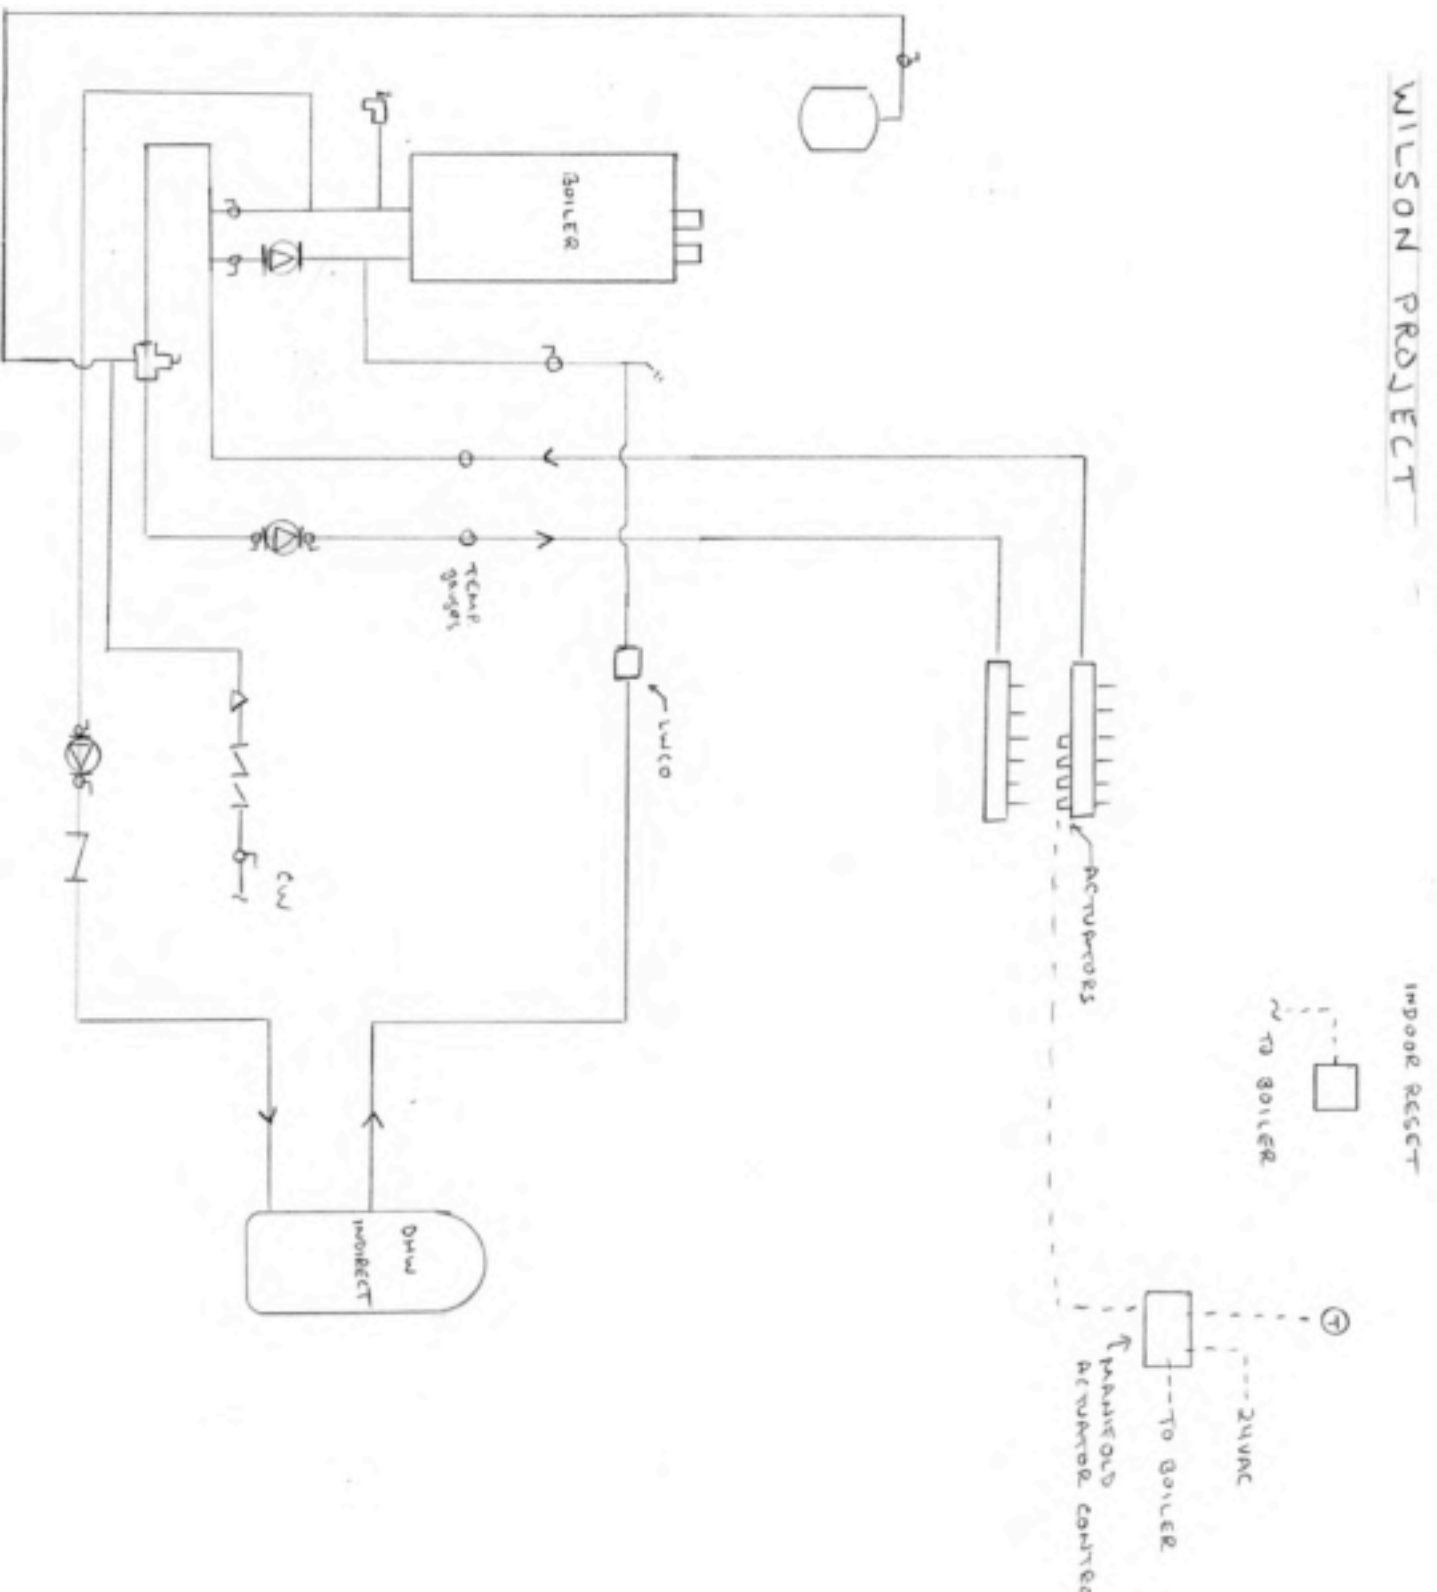 WILSON PROJECT
INDOOR RESET
TO BOILER
T
24VAC
TO BOILER
MANIFOLD
ACTUATOR CONTRO
ACTUATORS
BOILER
LWCO
TEMP.
gauges
CW
DHW
INDIRECT